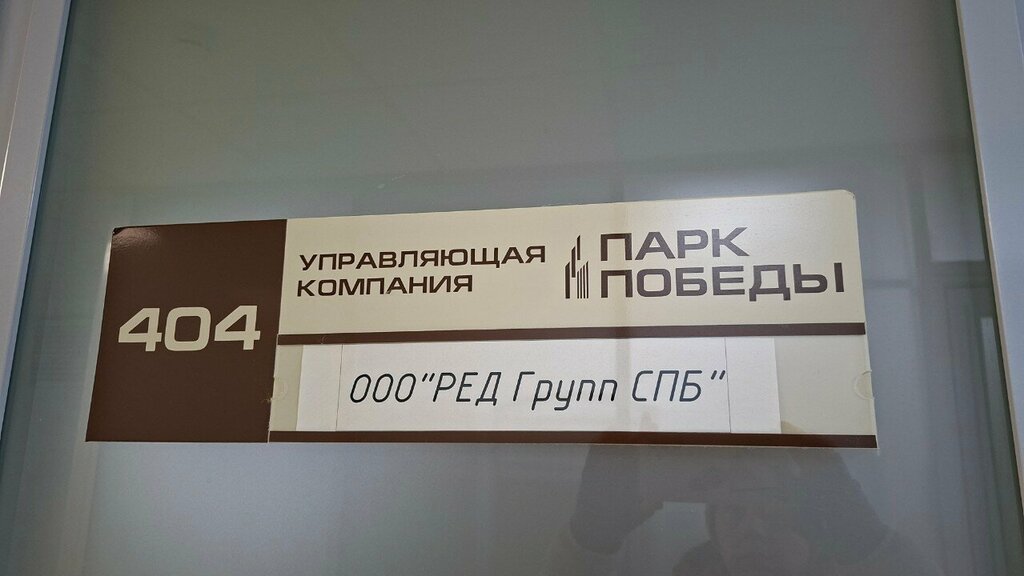 404
УПРАВЛЯЮЩАЯ
КОМПАНИЯ
ПАРК
ПОБЕДЫ
ООО"РЕД Групп СПБ"